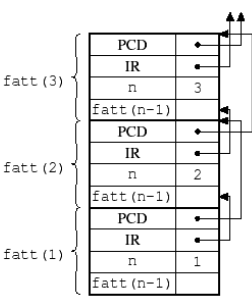 PCD
IR
fatt(3)
n 3
fatt(n-1)
PCD
IR
fatt(2)
n 2
fatt(n-1)
PCD
IR
fatt(1)
n 1
fatt(n-1)